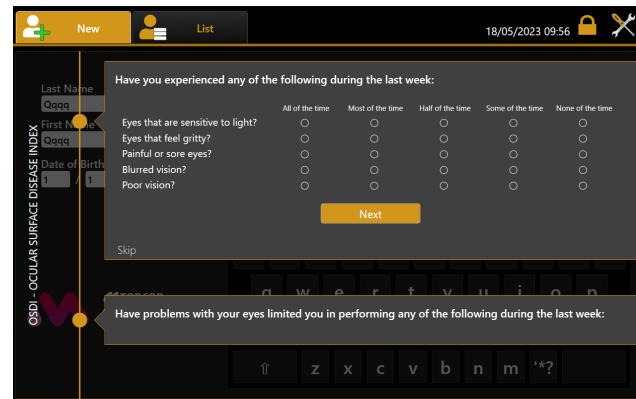 New
List
18/05/2023 09:56
Last Name
Qqqq
First Name
Qqqq
Date of Birth
1 / 1
OSDI - OCULAR SURFACE DISEASE INDEX
Have you experienced any of the following during the last week:
All of the time Most of the time Half of the time Some of the time None of the time
Eyes that are sensitive to light?
Eyes that feel gritty?
Painful or sore eyes?
Blurred vision?
Poor vision?
Next
Skip
q w e r t y u i o p
Have problems with your eyes limited you in performing any of the following during the last week:
⇧ z x c v b n m '*?